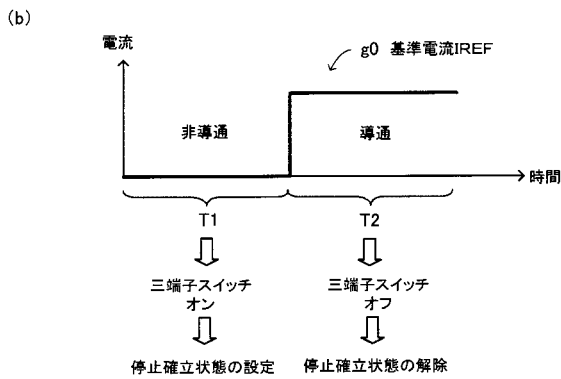 (b)
電流
g0 基準電流IREF
非導通
導通
時間
T1
T2
三端子スイッチ
オン
三端子スイッチ
オフ
停止確立状態の設定
停止確立状態の解除